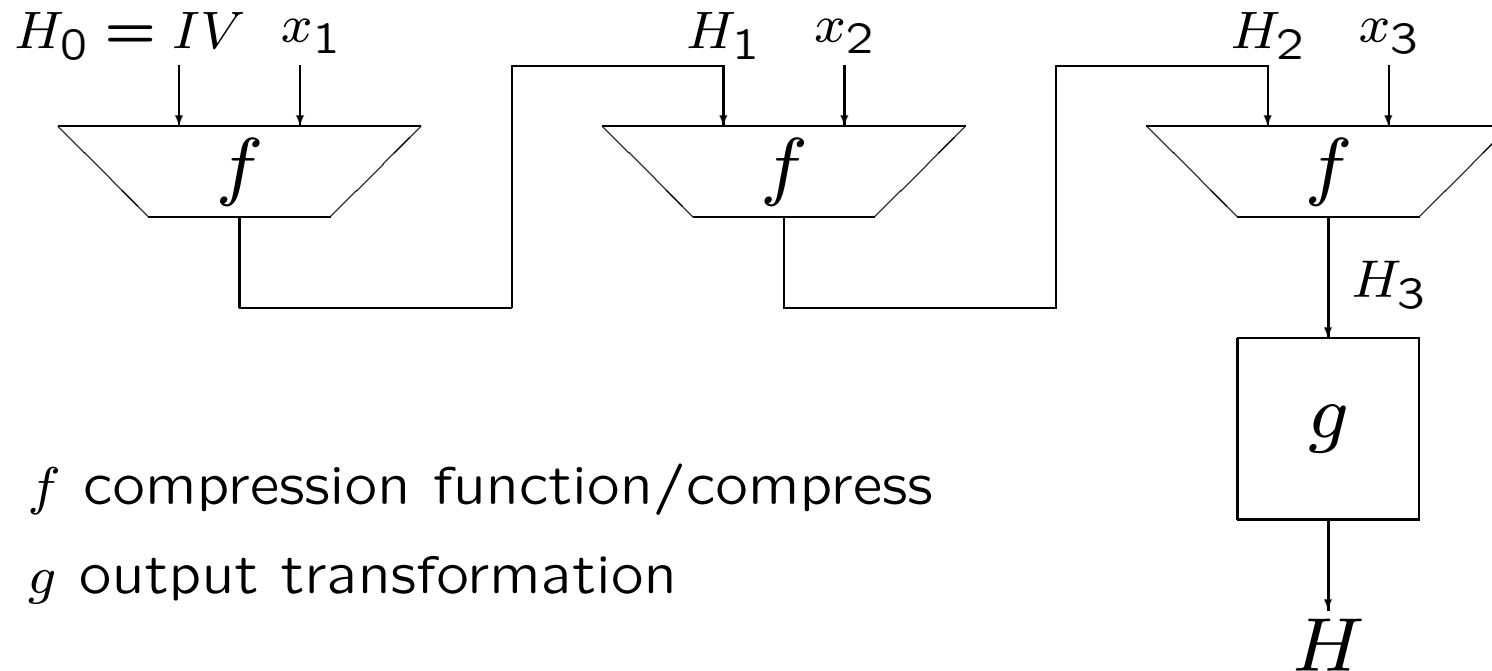 H₀ = IV x₁ H₁ x₂ H₂ x₃
f f f
H₃
g
f compression function/compress
g output transformation
H